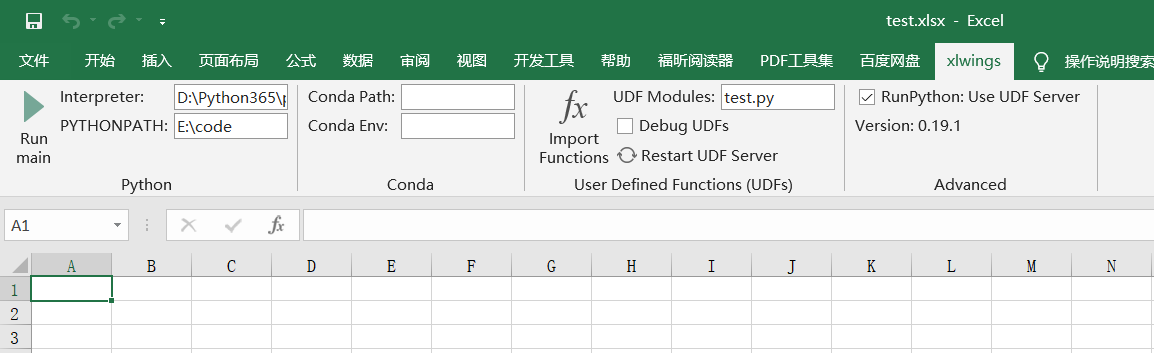 test.xlsx - Excel
文件 开始 插入 页面布局 公式 数据 审阅 视图 开发工具 帮助 福昕阅读器 PDF工具集 百度网盘 xlwings 操作说明搜索
Interpreter: D:\Python365\p Conda Path: UDF Modules: test.py RunPython: Use UDF Server
PYTHONPATH: E:\code Conda Env: Debug UDFs Version: 0.19.1
Run main
fx Import Functions
Restart UDF Server
Python Conda User Defined Functions (UDFs) Advanced
A1 fx
A B C D E F G H I J K L M N
1
2
3